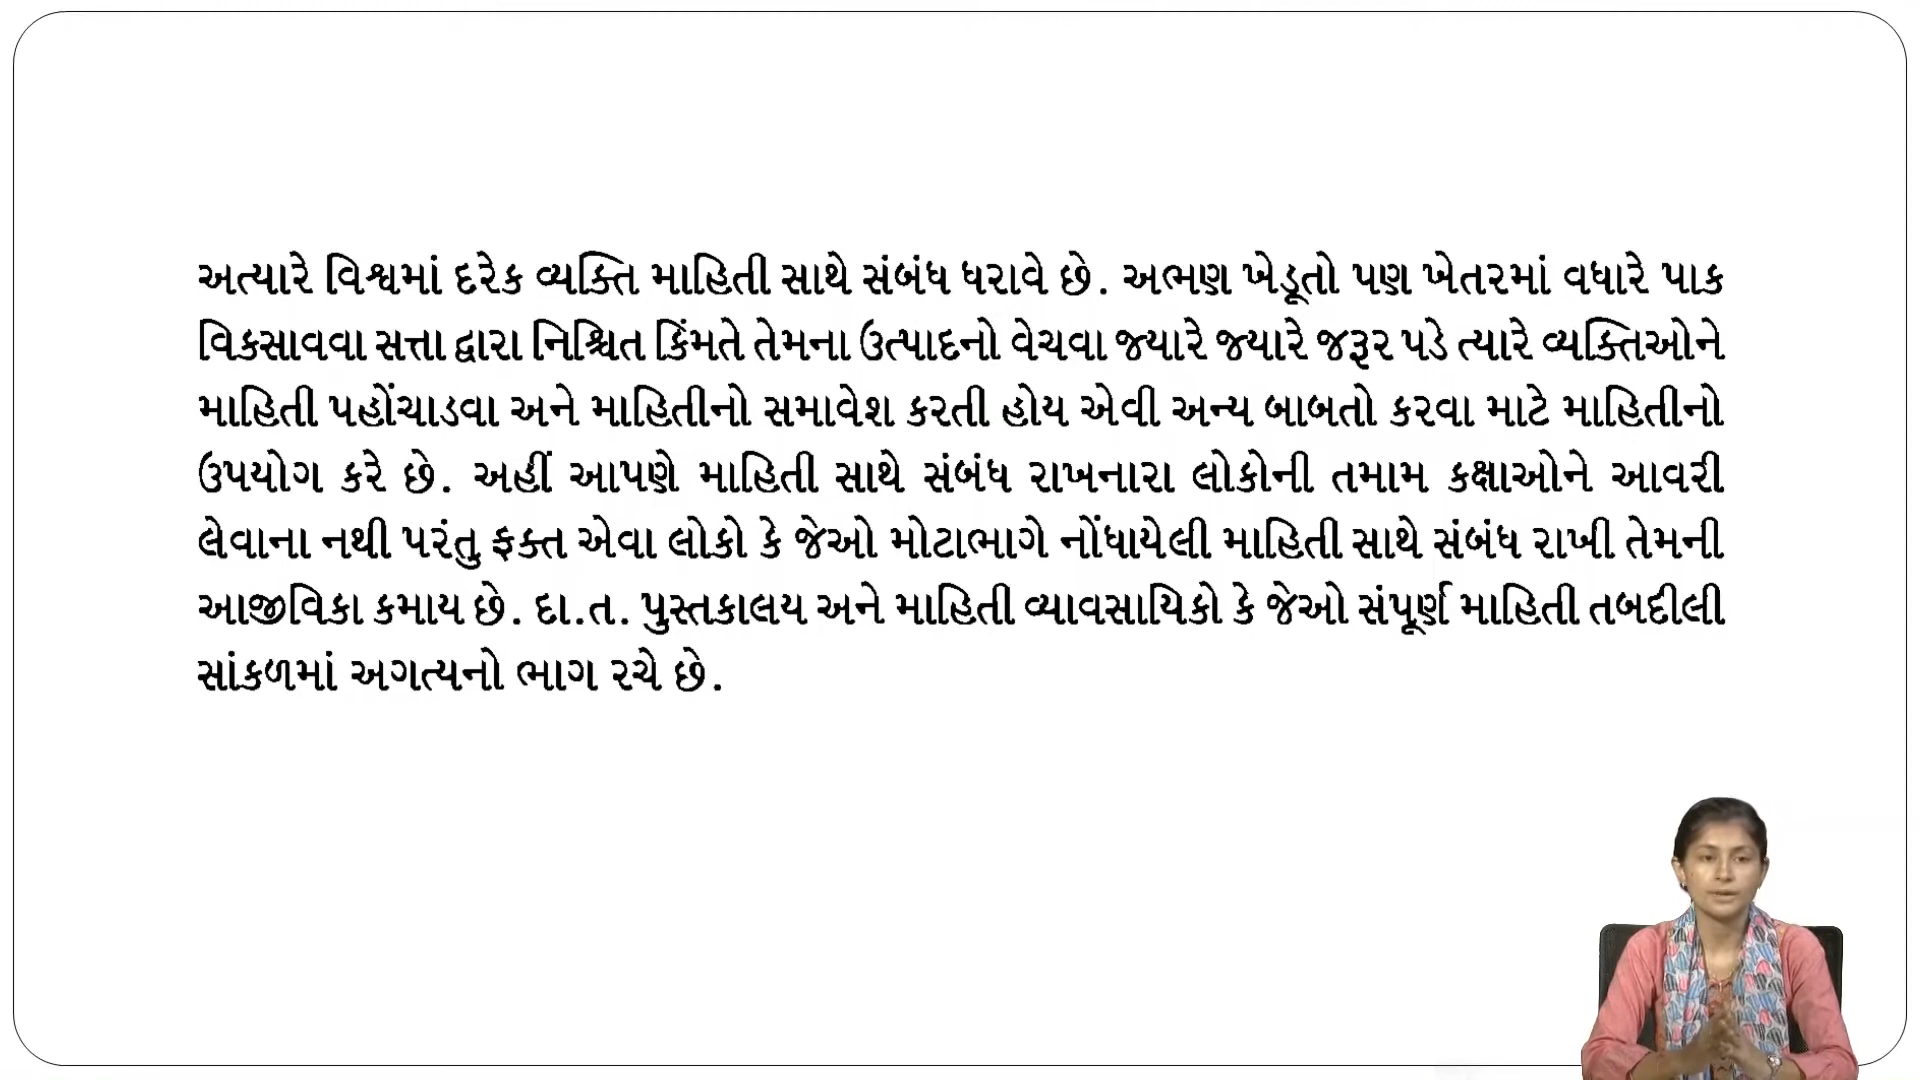 અત્યારે વિશ્વમાં દરેક વ્યક્તિ માહિતી સાથે સંબંધ ધરાવે છે. અભણ ખેડૂતો પણ ખેતરમાં વધારે પાક
વિકસાવવા સત્તા દ્વારા નિશ્ચિત કિંમતે તેમના ઉત્પાદનો વેચવા જ્યારે જ્યારે જરૂર પડે ત્યારે વ્યક્તિઓને
માહિતી પહોંચાડવા અને માહિતીનો સમાવેશ કરતી હોય એવી અન્ય બાબતો કરવા માટે માહિતીનો
ઉપયોગ કરે છે. અહીં આપણે માહિતી સાથે સંબંધ રાખનારા લોકોની તમામ કક્ષાઓને આવરી
લેવાના નથી પરંતુ ફક્ત એવા લોકો કે જેઓ મોટાભાગે નોંધાયેલી માહિતી સાથે સંબંધ રાખી તેમની
આજીવિકા કમાય છે. દા.ત. પુસ્તકાલય અને માહિતી વ્યાવસાયિકો કે જેઓ સંપૂર્ણ માહિતી તબદીલી
સાંકળમાં અગત્યનો ભાગ રચે છે.